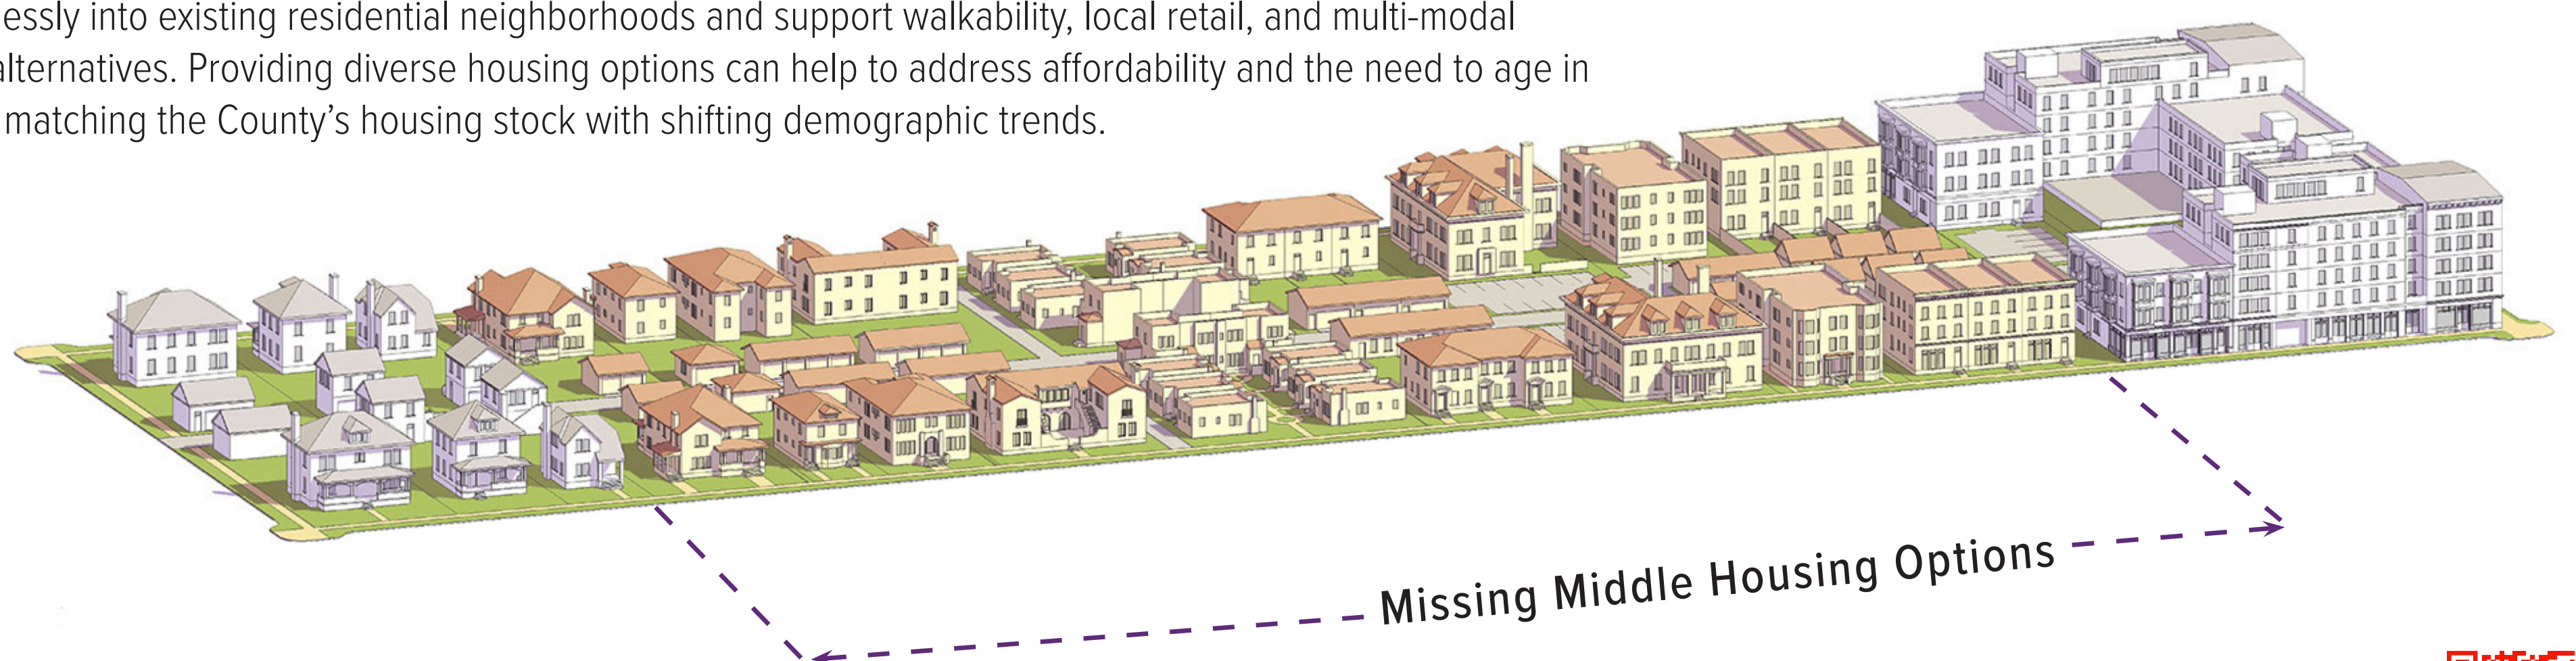 essly into existing residential neighborhoods and support walkability, local retail, and multi-modal
alternatives. Providing diverse housing options can help to address affordability and the need to age in
matching the County’s housing stock with shifting demographic trends.
Missing Middle Housing Options